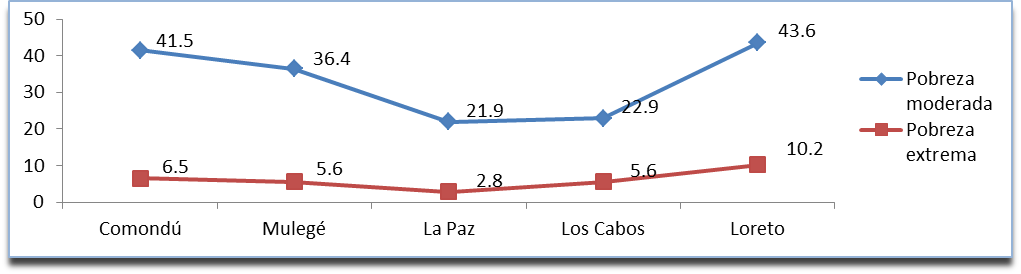 50
40
30
20
10
0
41.5
36.4
21.9
22.9
43.6
6.5
5.6
2.8
5.6
10.2
Comondú
Mulegé
La Paz
Los Cabos
Loreto
Pobreza
moderada
Pobreza
extrema